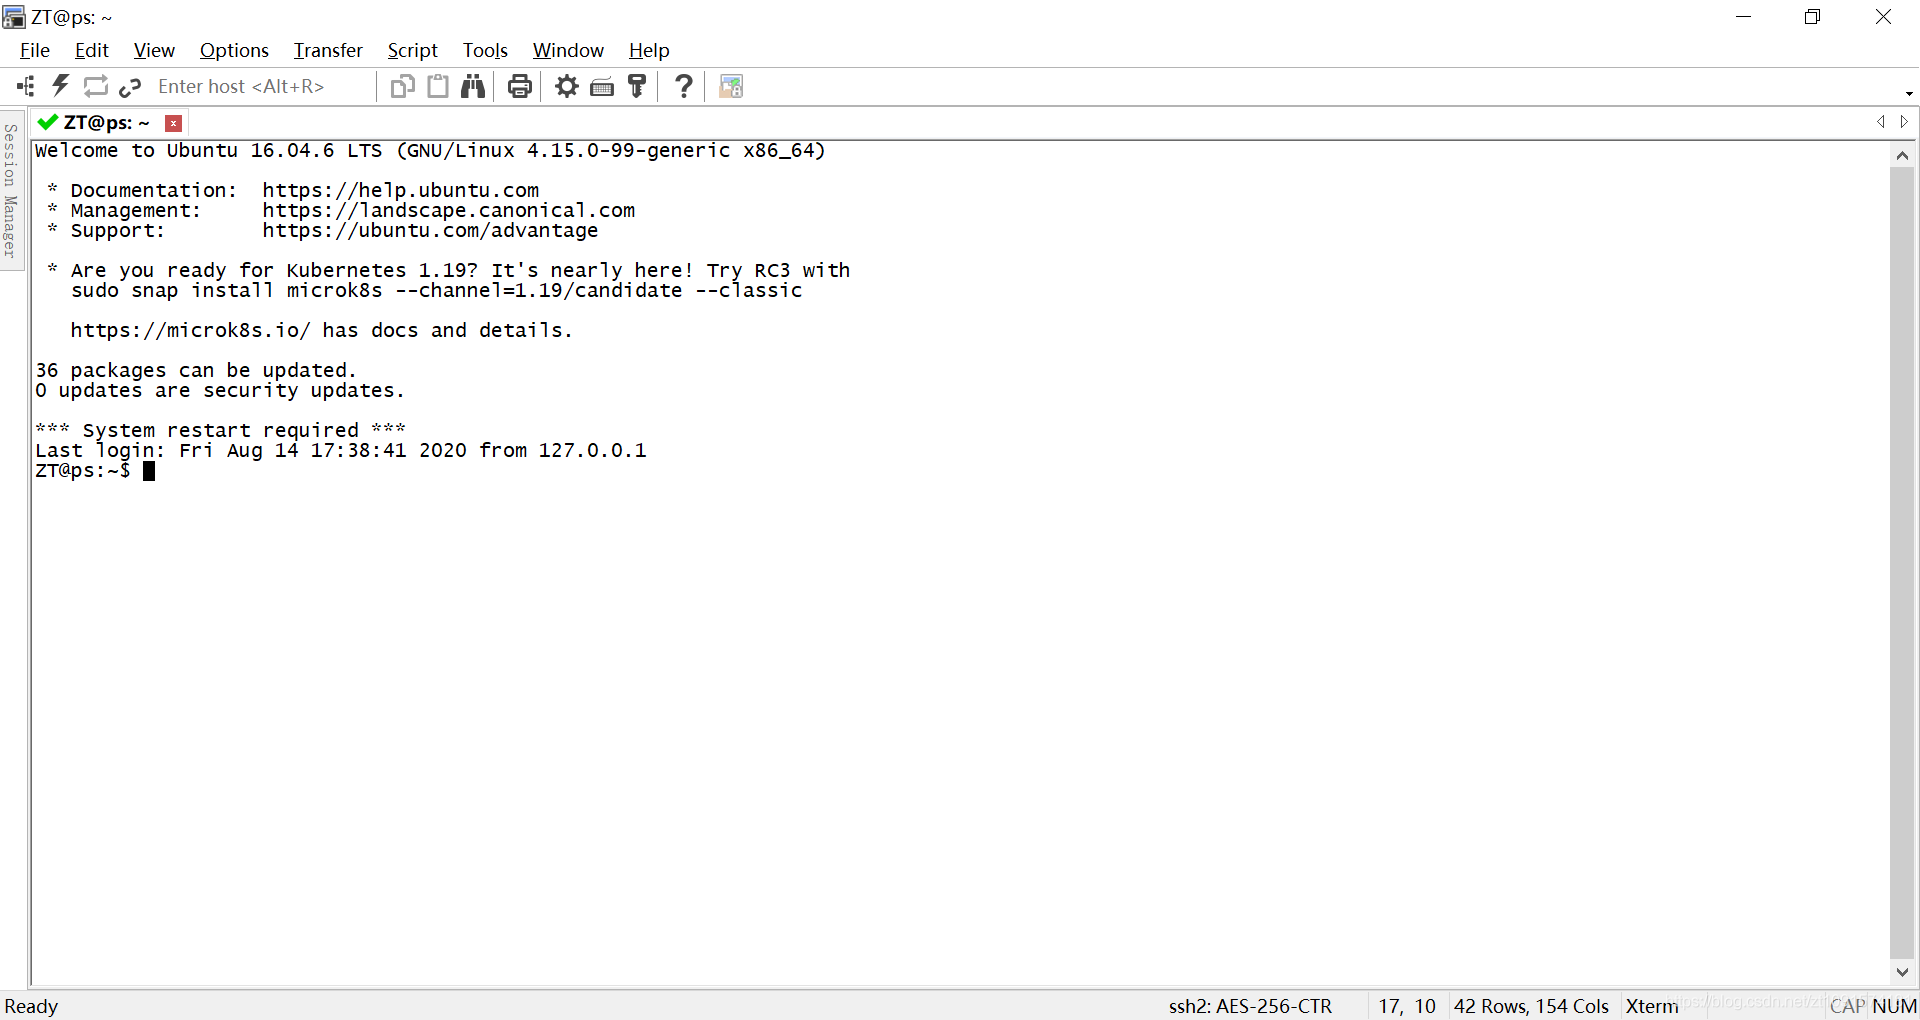 ZT@ps: ~
File Edit View Options Transfer Script Tools Window Help
Enter host <Alt+R>
Session Manager
ZT@ps: ~
Welcome to Ubuntu 16.04.6 LTS (GNU/Linux 4.15.0-99-generic x86_64)
* Documentation:  https://help.ubuntu.com
* Management:     https://landscape.canonical.com
* Support:        https://ubuntu.com/advantage
* Are you ready for Kubernetes 1.19? It's nearly here! Try RC3 with
sudo snap install microk8s --channel=1.19/candidate --classic
https://microk8s.io/ has docs and details.
36 packages can be updated.
0 updates are security updates.
*** System restart required ***
Last login: Fri Aug 14 17:38:41 2020 from 127.0.0.1
ZT@ps:~$
Ready ssh2: AES-256-CTR 17, 10 42 Rows, 154 Cols Xterm CAP NUM